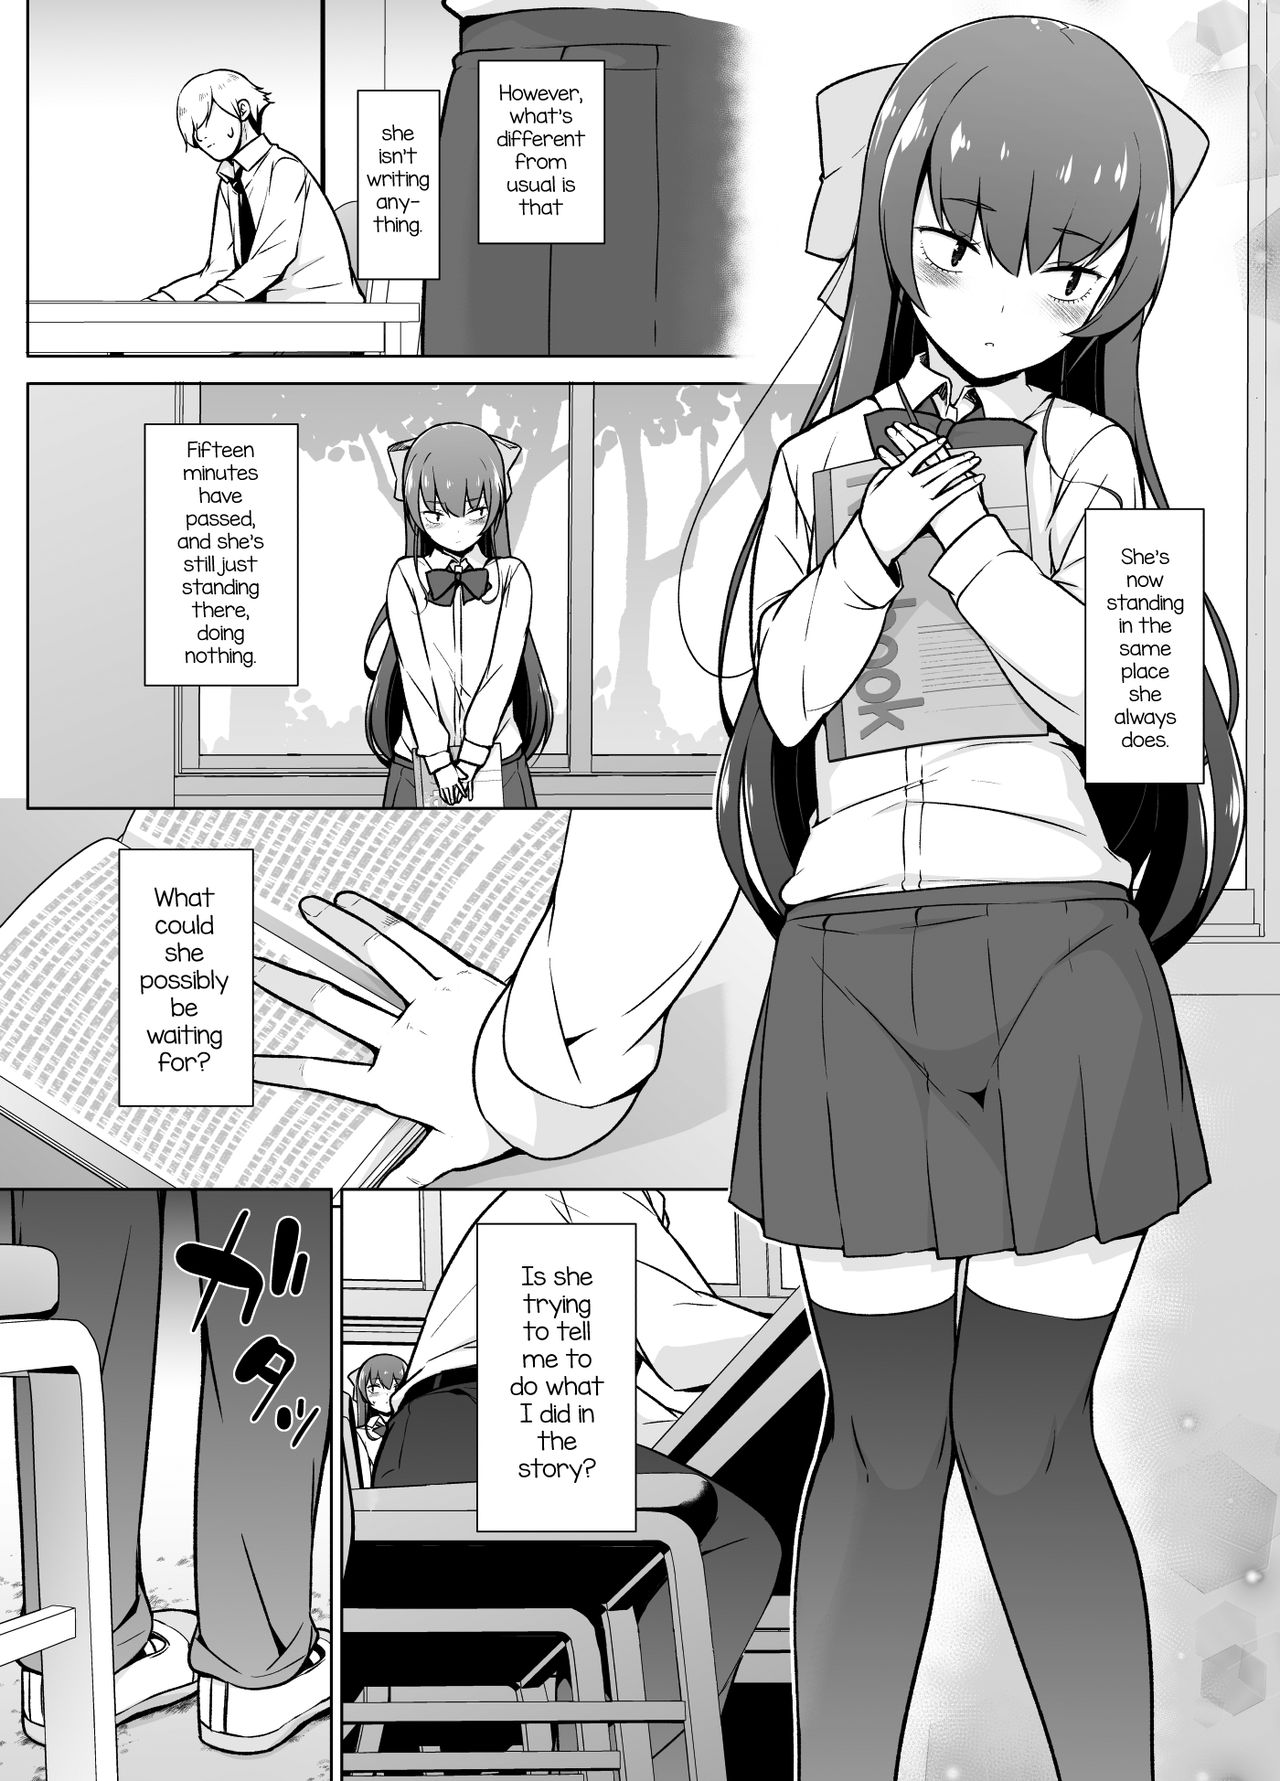 She's
now
standing
in the
same
place
she
always
does.
However,
what's
different
from
usual is
that
she
isn't
writing
any-
thing.
Fifteen
minutes
have
passed,
and she's
still just
standing
there,
doing
nothing.
What
could
she
possibly
be
waiting
for?
Is she
trying
to tell
me to
do what
I did in
the
story?
ガタッ
book